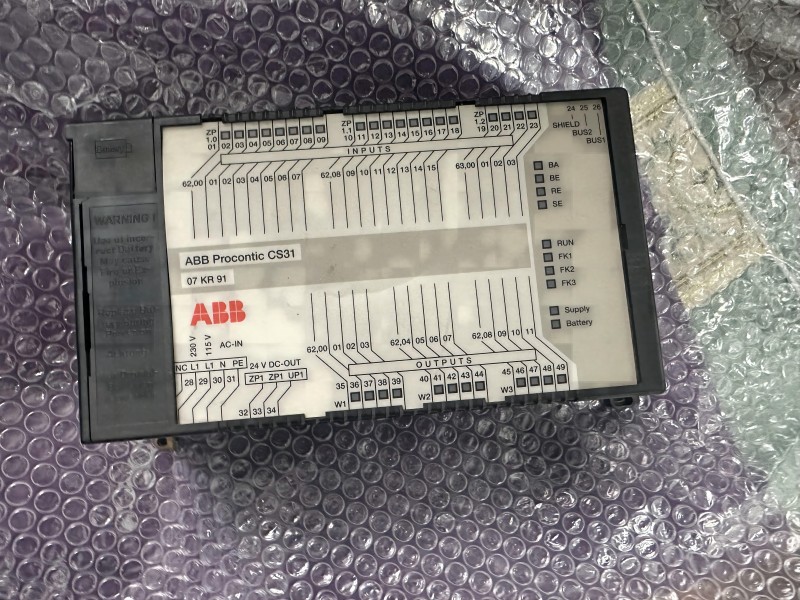 ZP
1.0
01 02 03 04 05 06 07 08 09
ZP
1.1
10 11 12 13 14 15 16 17 18
ZP
1.2
19 20 21 22 23
24 25 26
SHIELD
BUS2
BUS1
INPUTS
62,00 01 02 03 04 05 06 07
62,08 09 10 11 12 13 14 15
63,00 01 02 03
BA
BE
RE
SE
WARNING!
ABB Procontic CS31
07 KR 91
RUN
FK1
FK2
FK3
ABB
Supply
Battery
230 V
115 V
AC-IN
62,00 01 02 03
62,04 05 06 07
62,08 09 10 11
OUTPUTS
NC L1 L1 N PE
24 V DC-OUT
ZP1 ZP1 UP1
28 29 30 31
32 33 34
35 36 37 38 39
W1
40 41 42 43 44
W2
45 46 47 48 49
W3